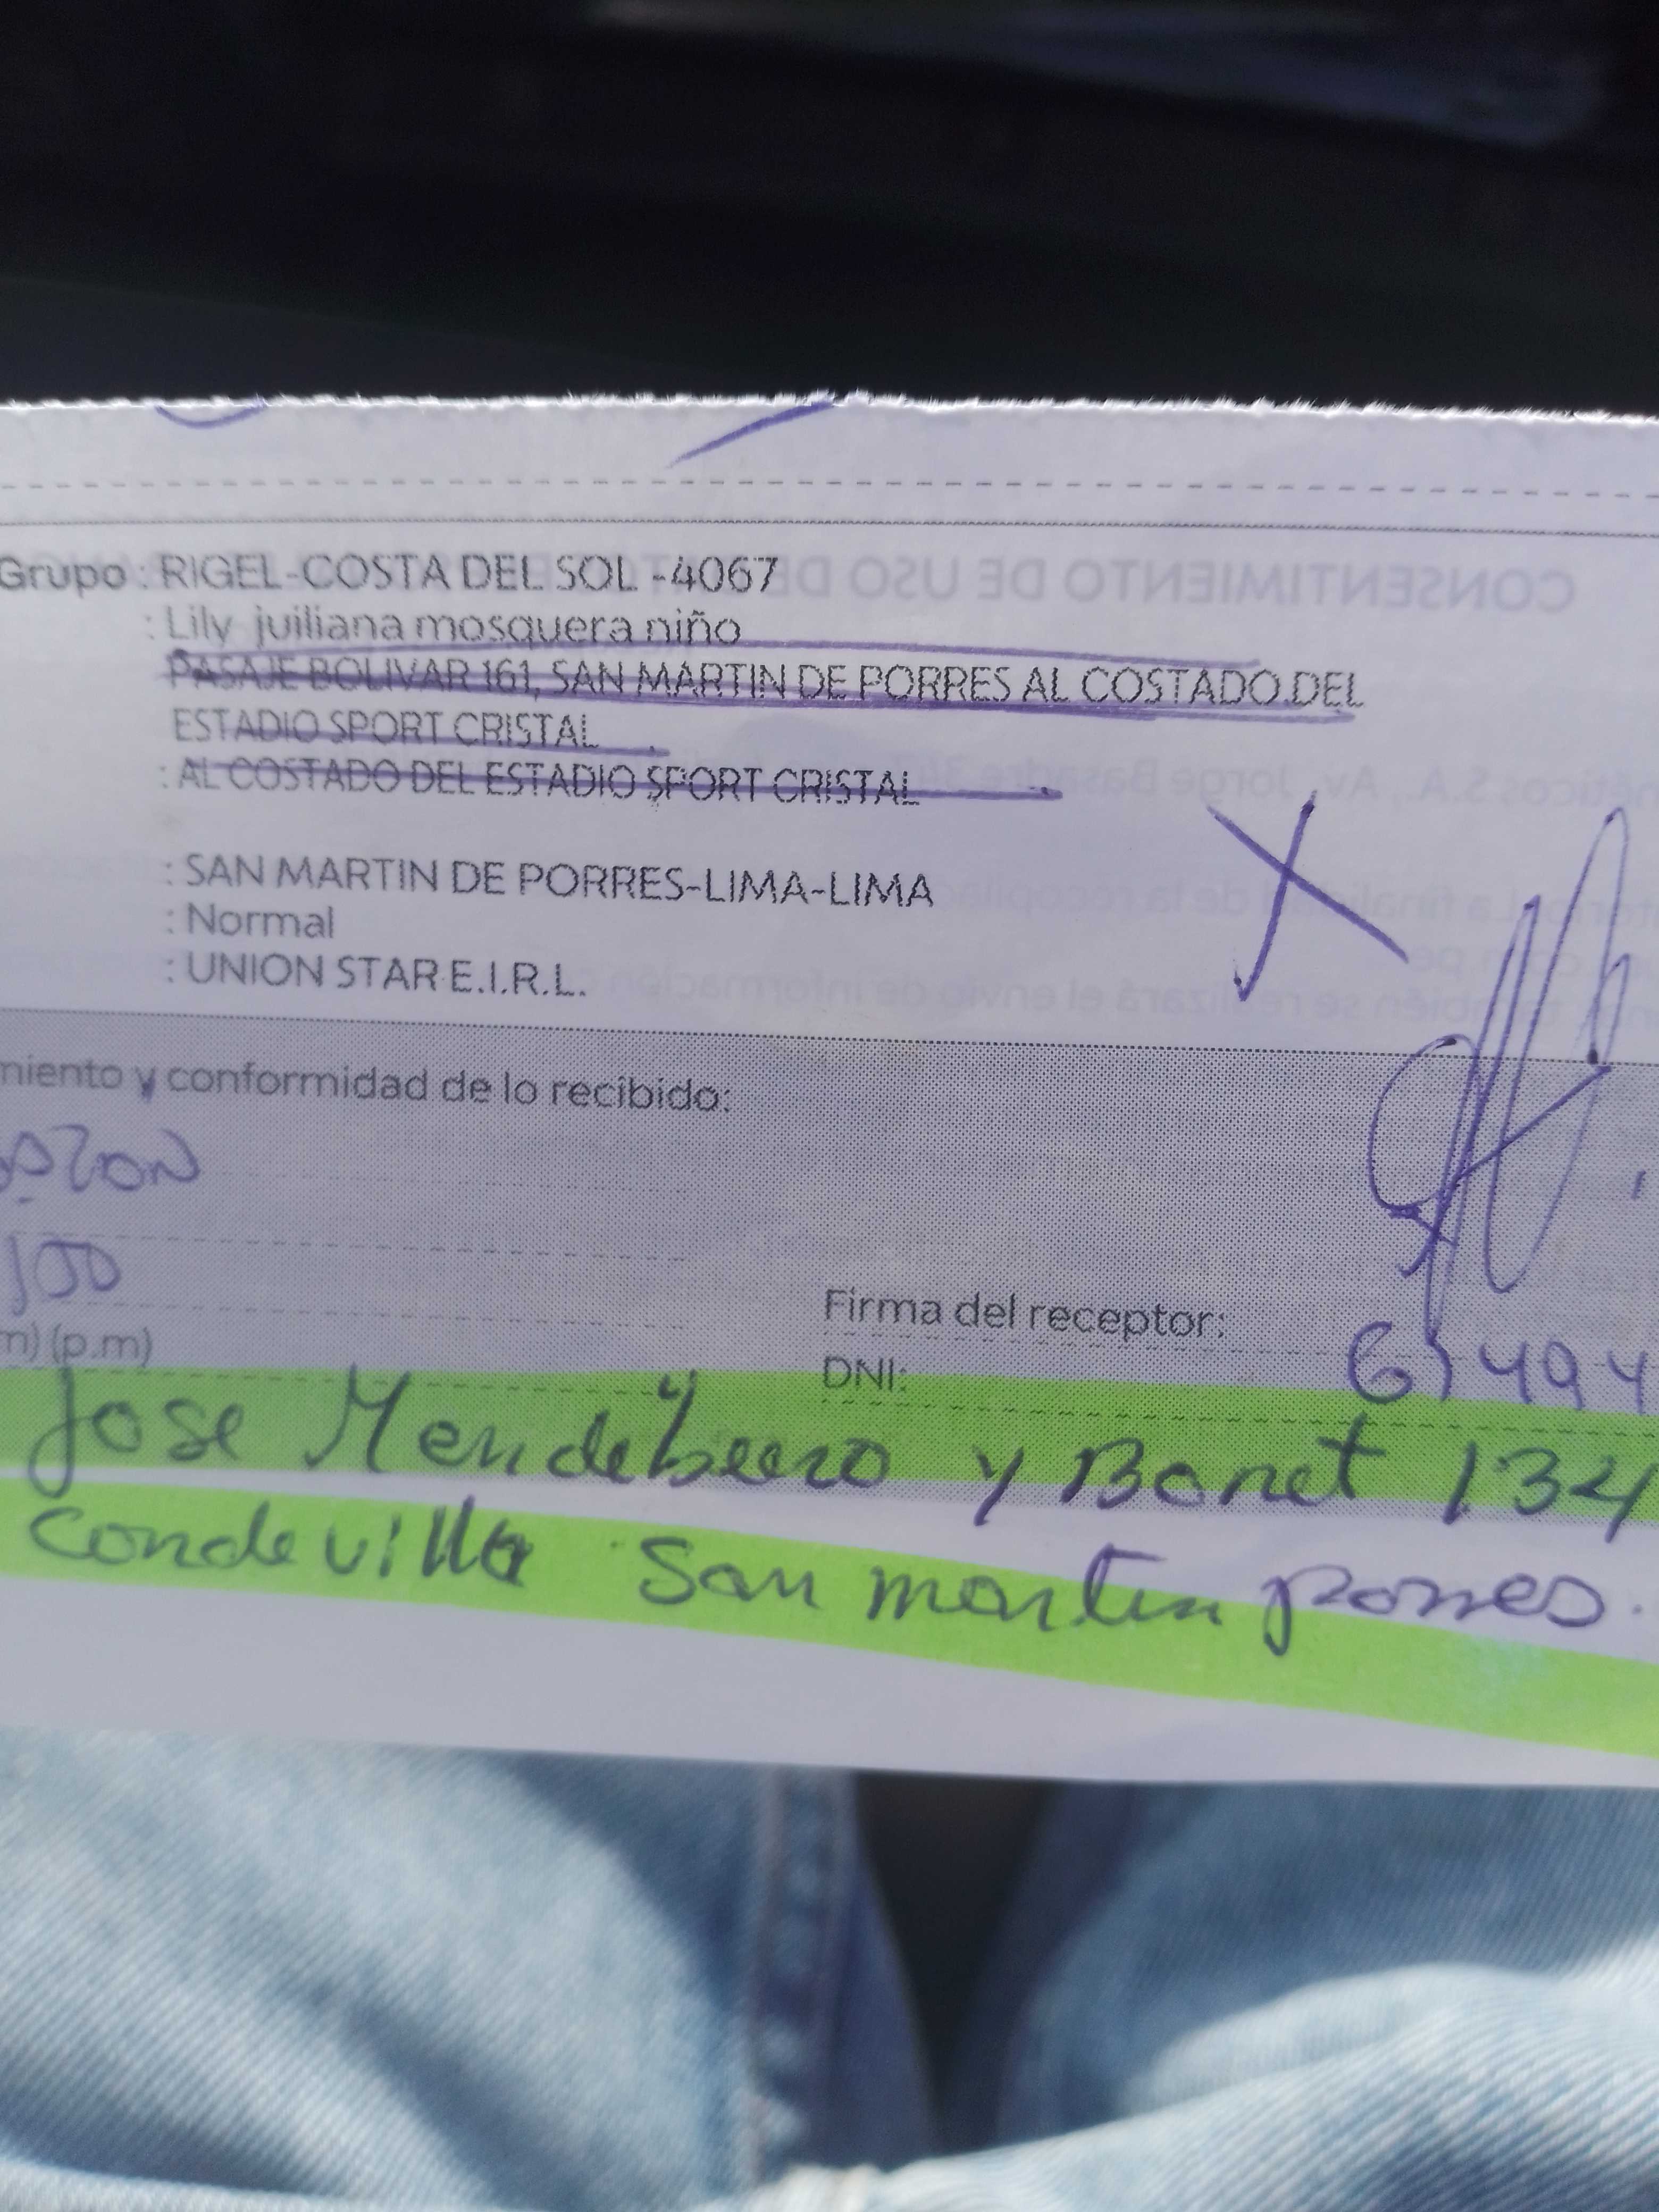 Grupo : RIGEL-COSTA DEL SOL -4067
: Lily juiliana mosquera niño
PASAJE BOLIVAR 161, SAN MARTIN DE PORRES AL COSTADO.DEL
ESTADIO SPORT CRISTAL
: AL COSTADO DEL ESTADIO SPORT CRISTAL
: SAN MARTIN DE PORRES-LIMA-LIMA
: Normal
: UNION STAR E.I.R.L.
miento y conformidad de lo recibido:
100
m) (p.m)
Firma del receptor:
DNI:
Jose y Bonet 134
Condevilla San martin porres.